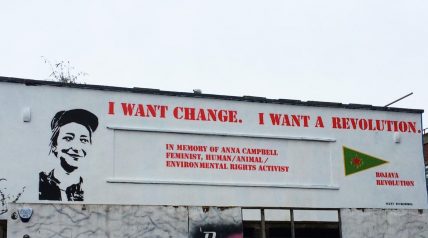 I WANT CHANGE. I WANT A REVOLUTION.
IN MEMORY OF ANNA CAMPBELL
FEMINIST, HUMAN/ANIMAL/
ENVIRONMENTAL RIGHTS ACTIVIST
ROJAVA
REVOLUTION